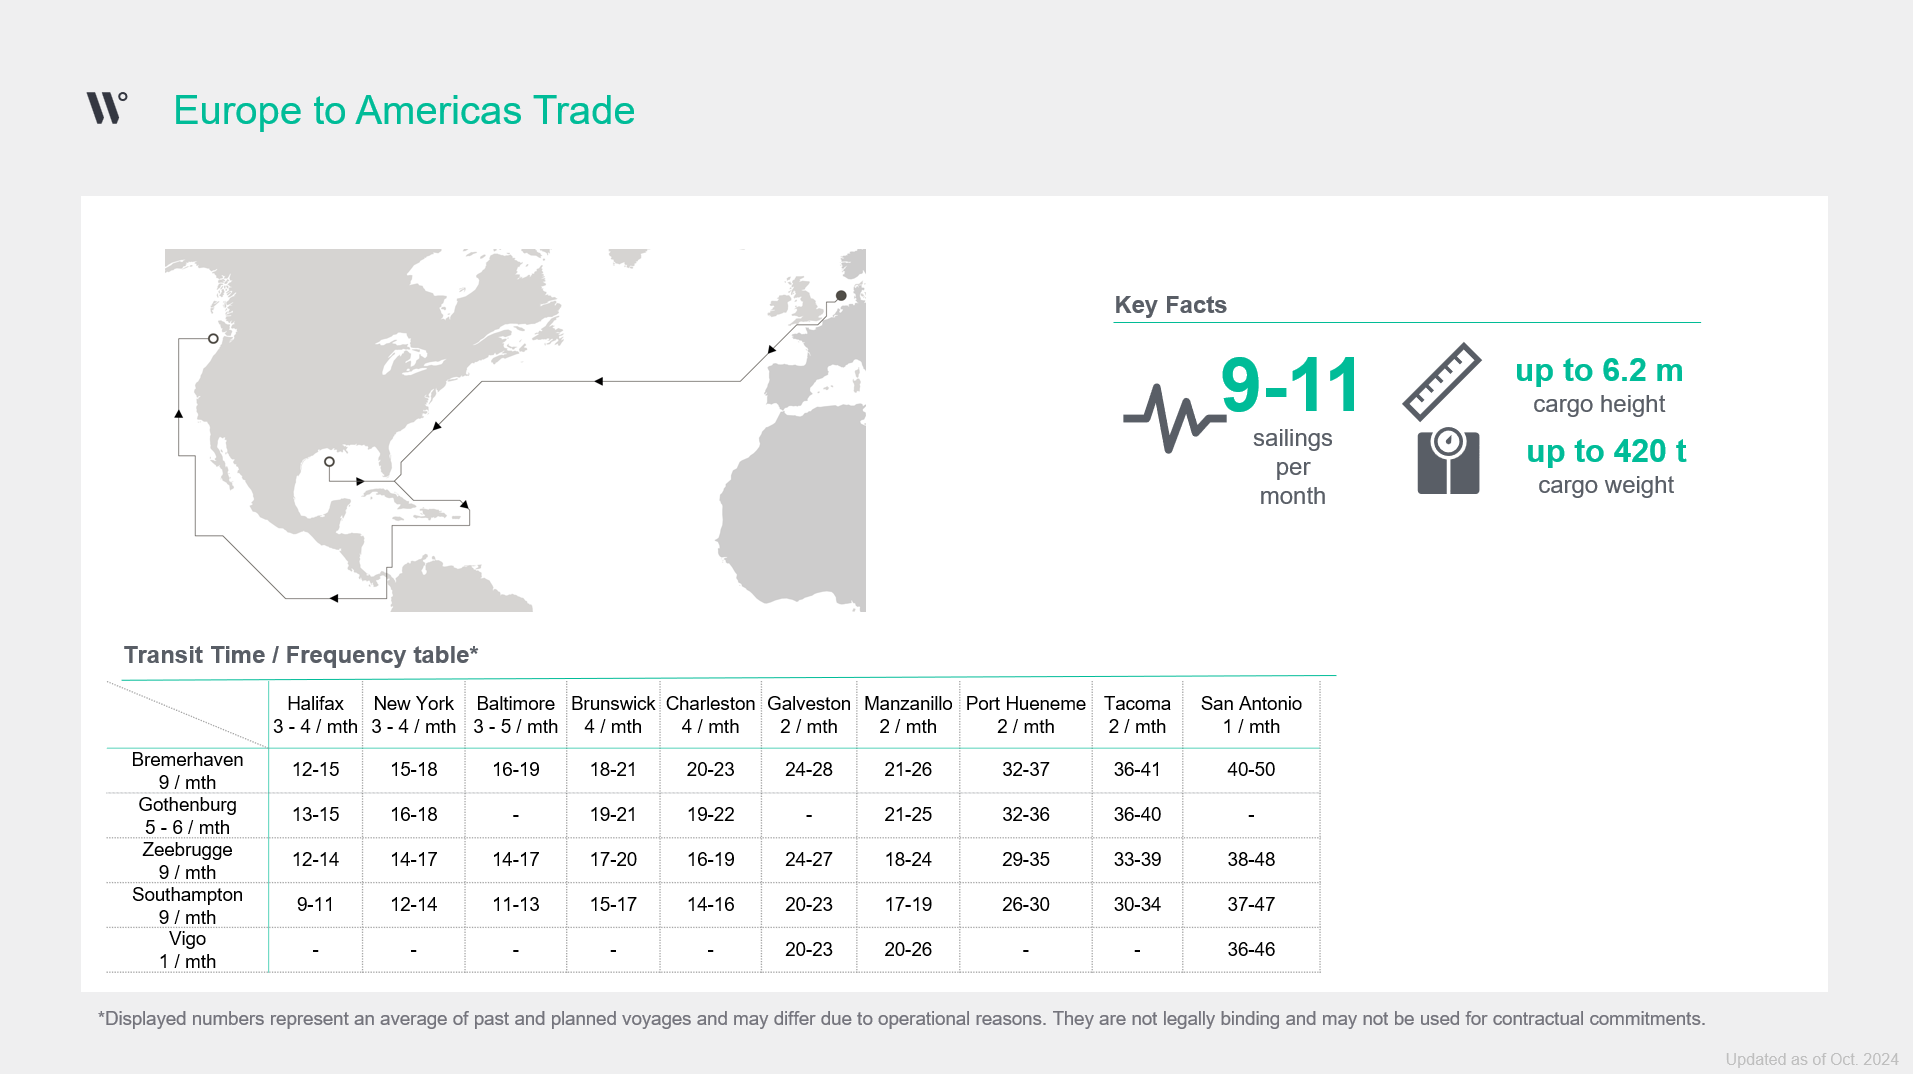 Europe to Americas Trade
Key Facts
9-11
sailings
per
month
up to 6.2 m
cargo height
up to 420 t
cargo weight
Transit Time / Frequency table*
Halifax New York Baltimore Brunswick Charleston Galveston Manzanillo Port Hueneme Tacoma San Antonio
3 - 4 / mth 3 - 4 / mth 3 - 5 / mth 4 / mth 4 / mth 2 / mth 2 / mth 2 / mth 2 / mth 1 / mth
Bremerhaven
9 / mth
12-15 15-18 16-19 18-21 20-23 24-28 21-26 32-37 36-41 40-50
Gothenburg
5 - 6 / mth
13-15 16-18 - 19-21 19-22 - 21-25 32-36 36-40 -
Zeebrugge
9 / mth
12-14 14-17 14-17 17-20 16-19 24-27 18-24 29-35 33-39 38-48
Southampton
9 / mth
9-11 12-14 11-13 15-17 14-16 20-23 17-19 26-30 30-34 37-47
Vigo
1 / mth
- - - - - 20-23 20-26 - - 36-46
*Displayed numbers represent an average of past and planned voyages and may differ due to operational reasons. They are not legally binding and may not be used for contractual commitments.
Updated as of Oct. 2024